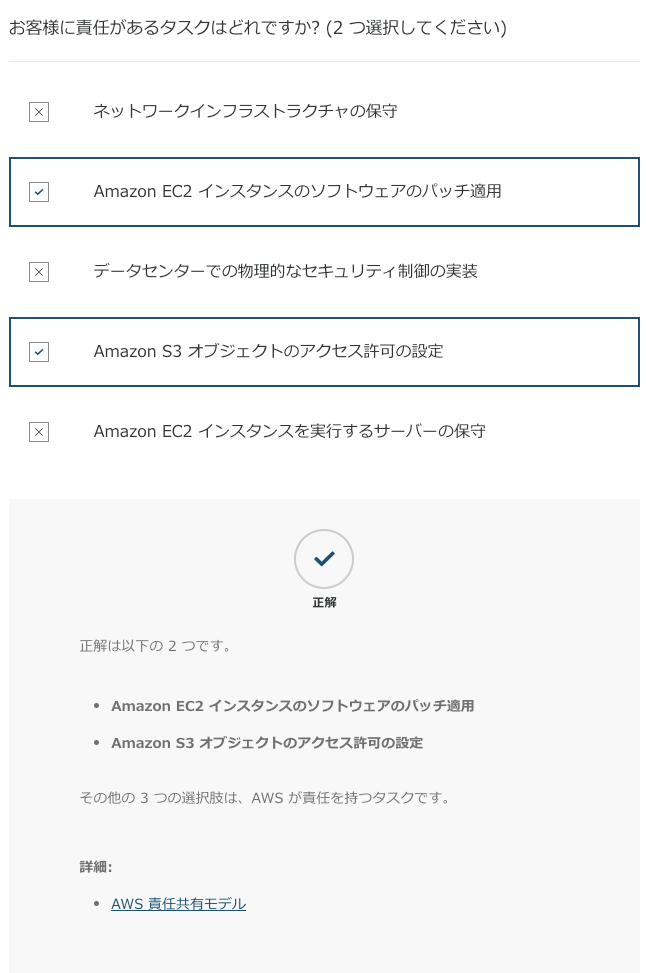 お客様に責任があるタスクはどれですか? (2 つ選択してください)
ネットワークインフラストラクチャの保守
Amazon EC2 インスタンスのソフトウェアのパッチ適用
データセンターでの物理的なセキュリティ制御の実装
Amazon S3 オブジェクトのアクセス許可の設定
Amazon EC2 インスタンスを実行するサーバーの保守
正解
正解は以下の 2 つです。
• Amazon EC2 インスタンスのソフトウェアのパッチ適用
• Amazon S3 オブジェクトのアクセス許可の設定
その他の 3 つの選択肢は、AWS が責任を持つタスクです。
詳細:
• AWS 責任共有モデル